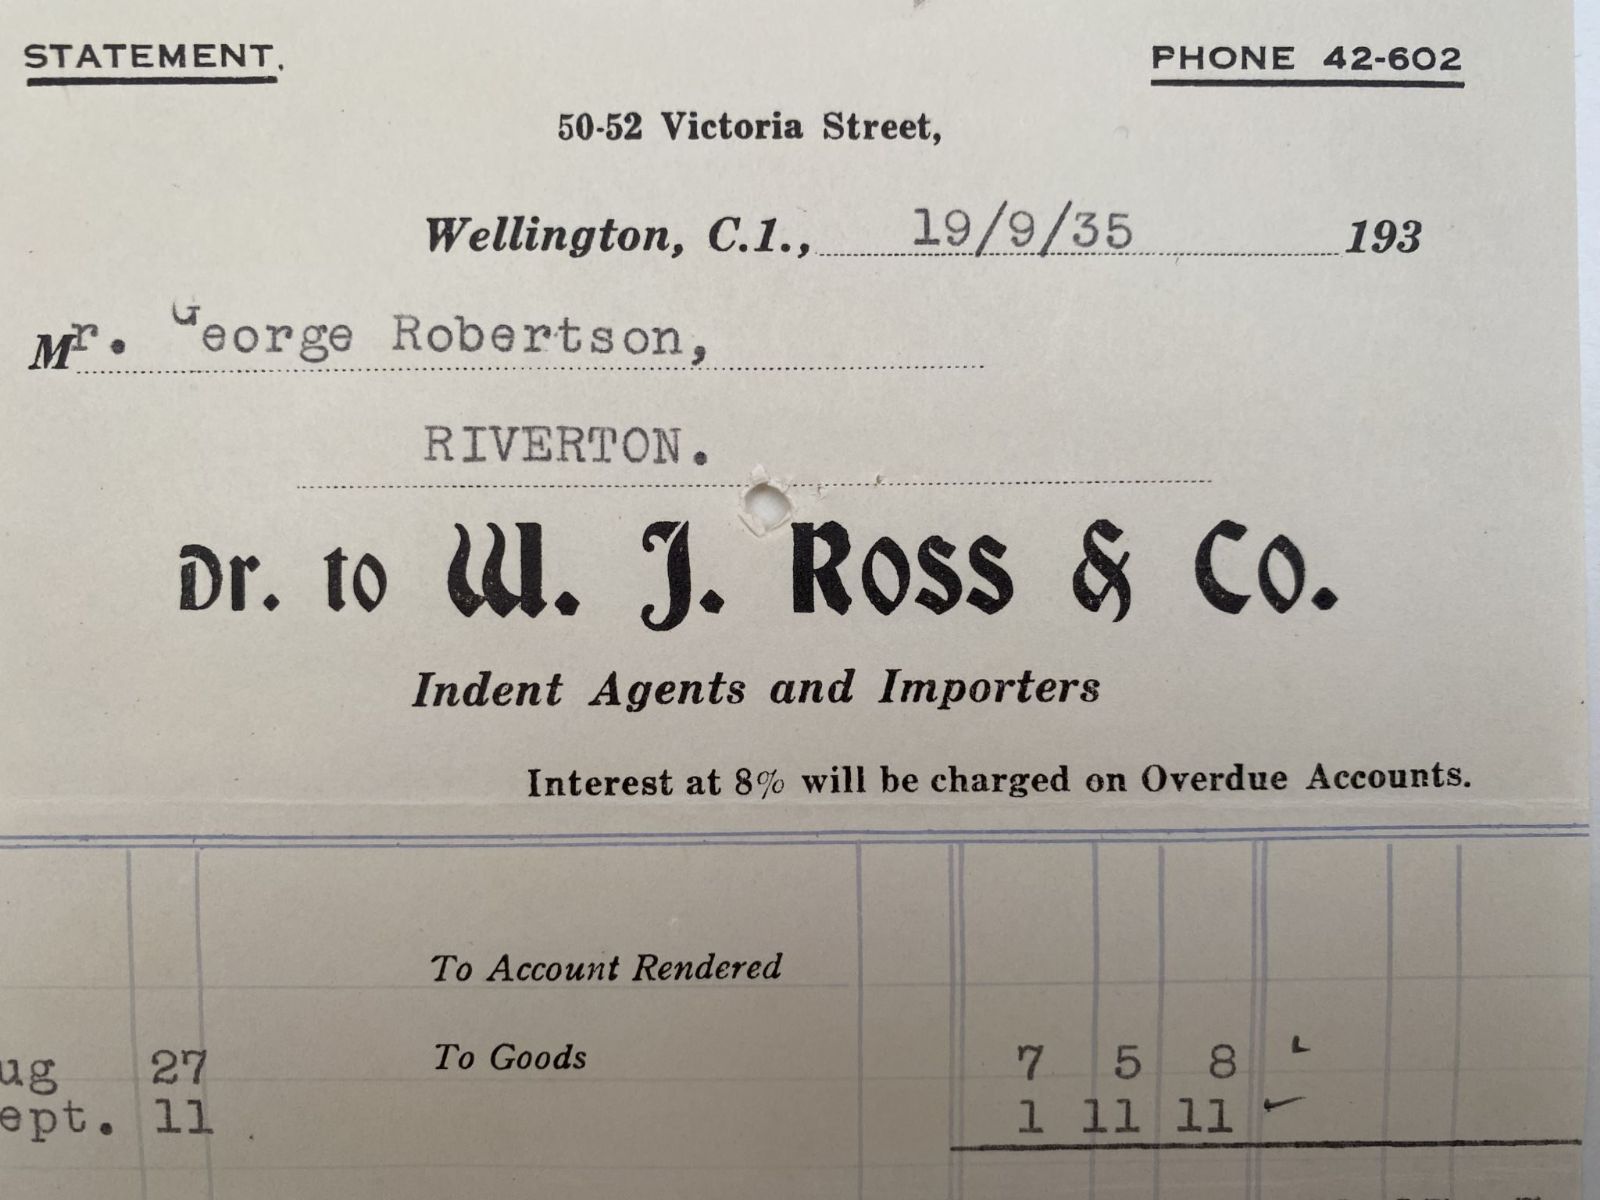 STATEMENT. PHONE 42-602
50-52 Victoria Street,
Wellington, C.1., 19/9/35 193
Mr. George Robertson,
RIVERTON.
Dr. to W. J. Ross & Co.
Indent Agents and Importers
Interest at 8% will be charged on Overdue Accounts.
To Account Rendered
ug 27 To Goods 7 5 8
ept. 11 1 11 11